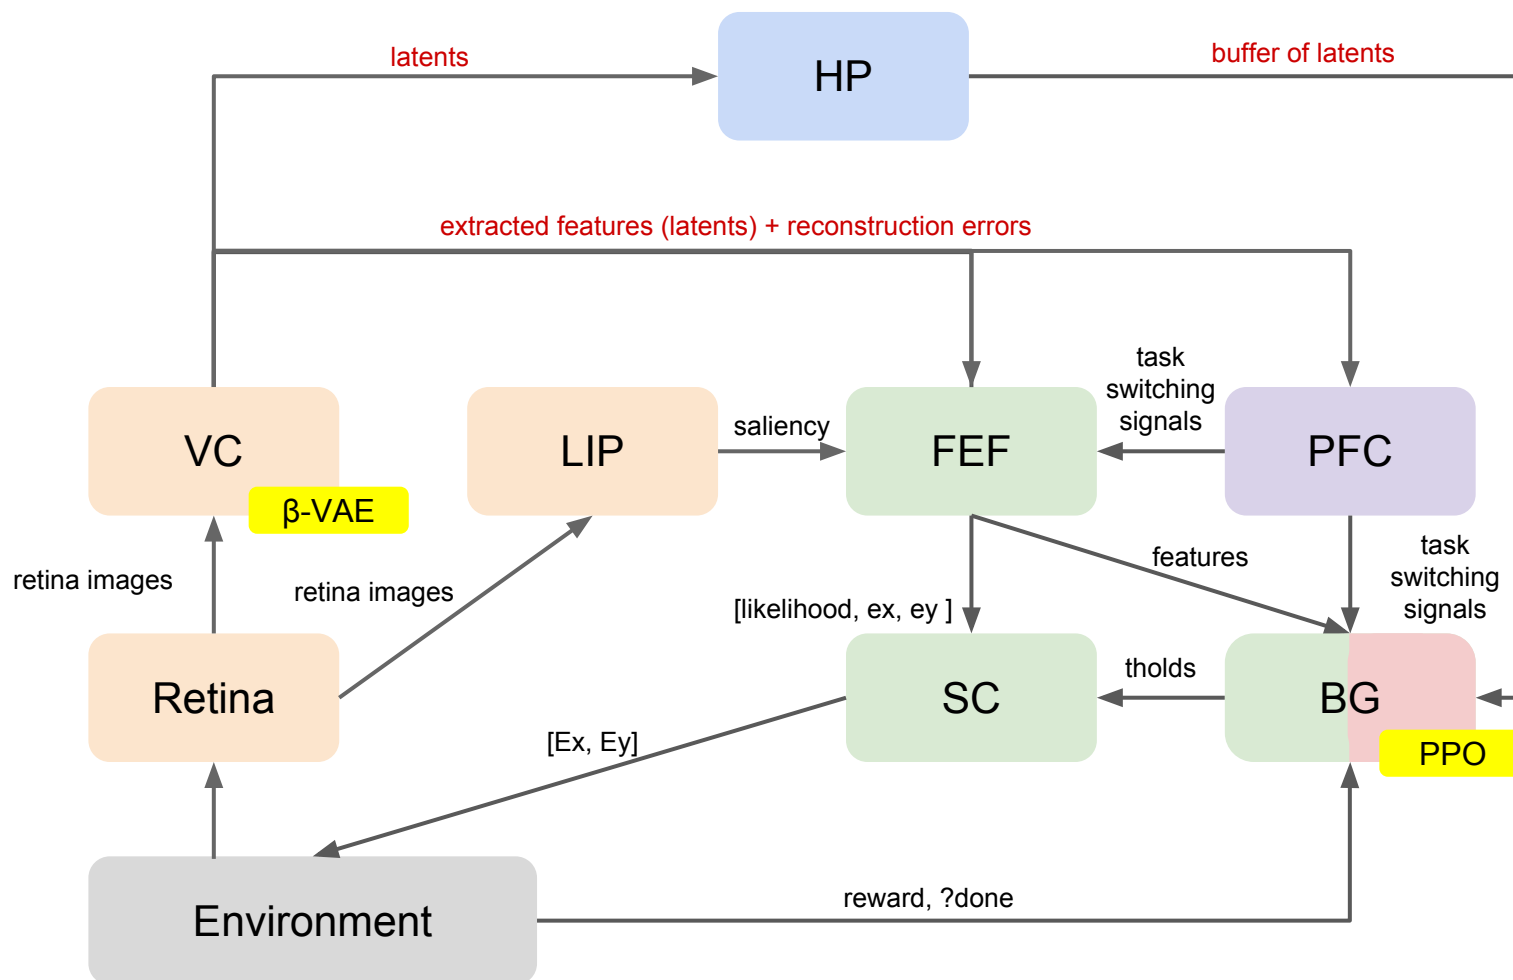 latents
HP
buffer of latents
extracted features (latents) + reconstruction errors
VC
β-VAE
LIP
saliency
FEF
task
switching
signals
PFC
retina images
retina images
features
task
switching
signals
[likelihood, ex, ey ]
Retina
SC
tholds
BG
PPO
[Ex, Ey]
Environment
reward, ?done